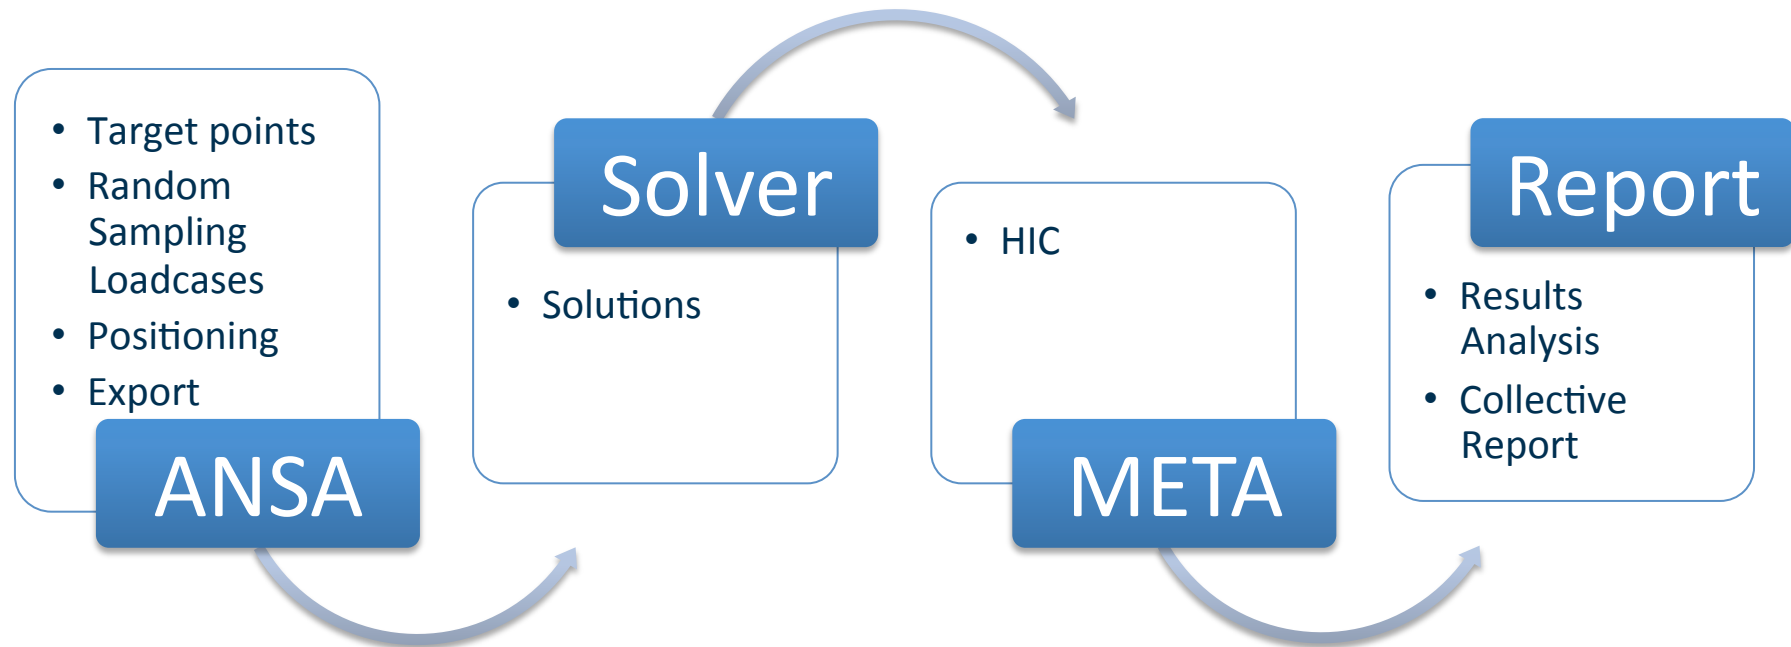 • Target points
• Random
Sampling
Loadcases
• Positioning
• Export
ANSA
Solver
• Solutions
• HIC
META
Report
• Results
Analysis
• Collective
Report